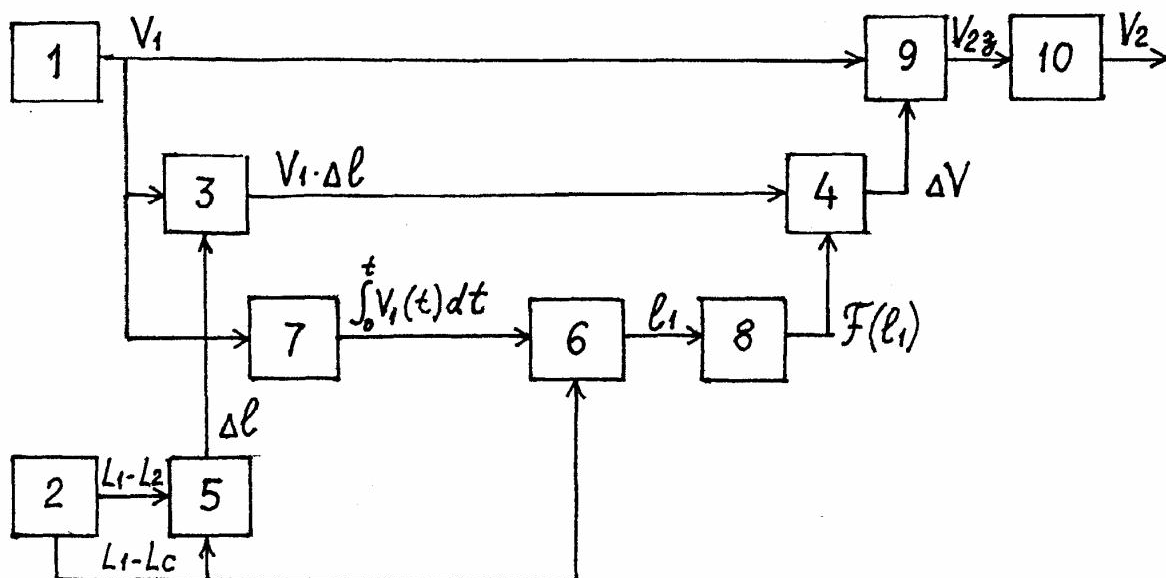 1 V₁ 9 V₂з 10 V₂
3 V₁·Δl 4 ΔV
7 ∫₀ᵗV₁(t)dt 6 l₁ 8 F(l₁)
Δl
2 L₁-L₂ 5
L₁-Lc